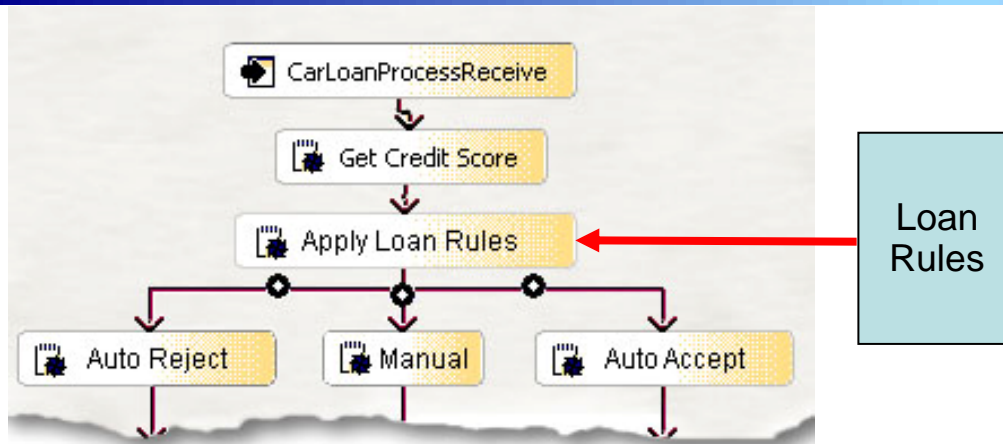 CarLoanProcessReceive
Get Credit Score
Apply Loan Rules
Loan
Rules
Auto Reject
Manual
Auto Accept